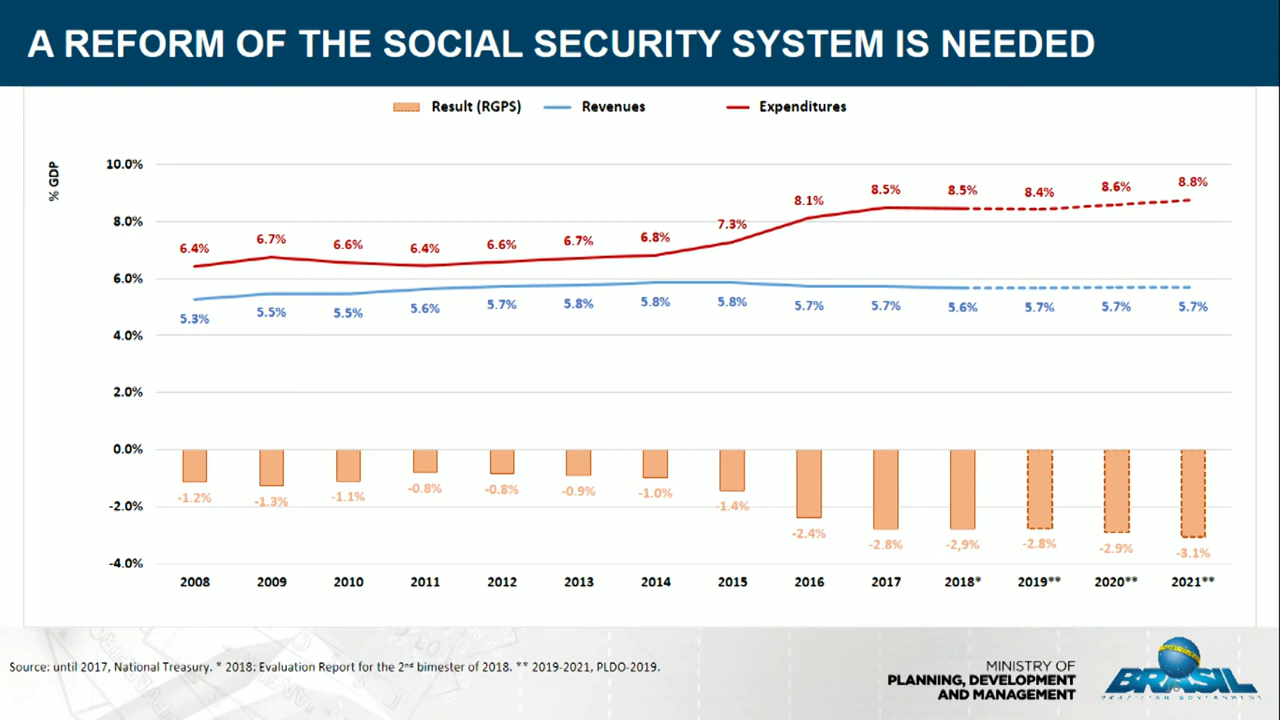 A REFORM OF THE SOCIAL SECURITY SYSTEM IS NEEDED
Result (RGPS) Revenues Expenditures
% GDP
10.0%
8.0%
6.0%
4.0%
2.0%
0.0%
-2.0%
-4.0%
6.4% 6.7% 6.6% 6.4% 6.6% 6.7% 6.8% 7.3% 8.1% 8.5% 8.5% 8.4% 8.6% 8.8%
5.3% 5.5% 5.5% 5.6% 5.7% 5.8% 5.8% 5.8% 5.7% 5.7% 5.6% 5.7% 5.7% 5.7%
-1.2% -1.3% -1.1% -0.8% -0.8% -0.9% -1.0% -1.4% -2.4% -2.8% -2,9% -2.8% -2.9% -3.1%
2008 2009 2010 2011 2012 2013 2014 2015 2016 2017 2018* 2019** 2020** 2021**
Source: until 2017, National Treasury. * 2018: Evaluation Report for the 2nd bimester of 2018. ** 2019-2021, PLDO-2019.
MINISTRY OF
PLANNING, DEVELOPMENT
AND MANAGEMENT
BRASIL
BRAZILIAN GOVERNMENT